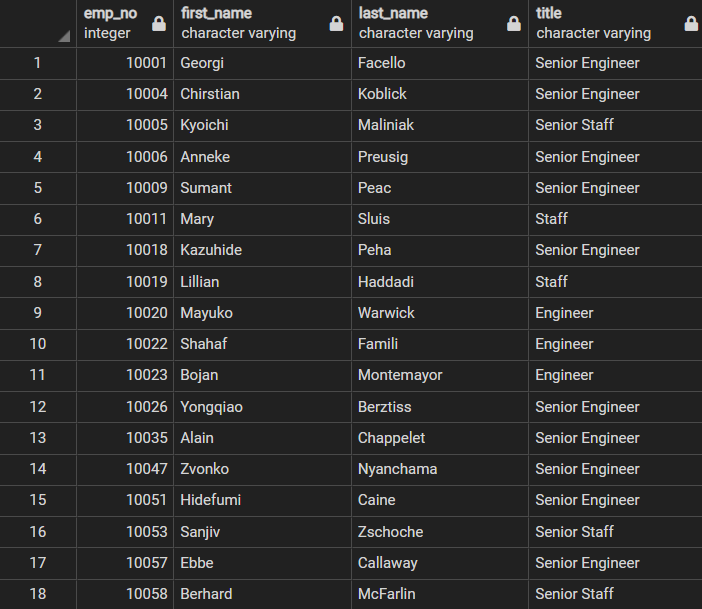 emp_no first_name last_name title
integer character varying character varying character varying
1 10001 Georgi Facello Senior Engineer
2 10004 Chirstian Koblick Senior Engineer
3 10005 Kyoichi Maliniak Senior Staff
4 10006 Anneke Preusig Senior Engineer
5 10009 Sumant Peac Senior Engineer
6 10011 Mary Sluis Staff
7 10018 Kazuhide Peha Senior Engineer
8 10019 Lillian Haddadi Staff
9 10020 Mayuko Warwick Engineer
10 10022 Shahaf Famili Engineer
11 10023 Bojan Montemayor Engineer
12 10026 Yongqiao Berztiss Senior Engineer
13 10035 Alain Chappelet Senior Engineer
14 10047 Zvonko Nyanchama Senior Engineer
15 10051 Hidefumi Caine Senior Engineer
16 10053 Sanjiv Zschoche Senior Staff
17 10057 Ebbe Callaway Senior Engineer
18 10058 Berhard McFarlin Senior Staff